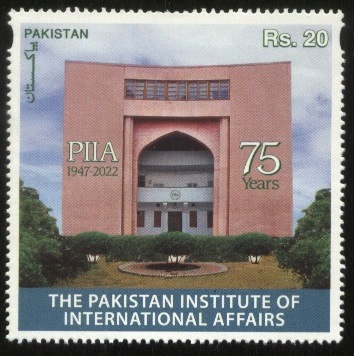 PAKISTAN
پاکستان
Rs. 20
PIIA
1947-2022
75
Years
THE PAKISTAN INSTITUTE OF
INTERNATIONAL AFFAIRS